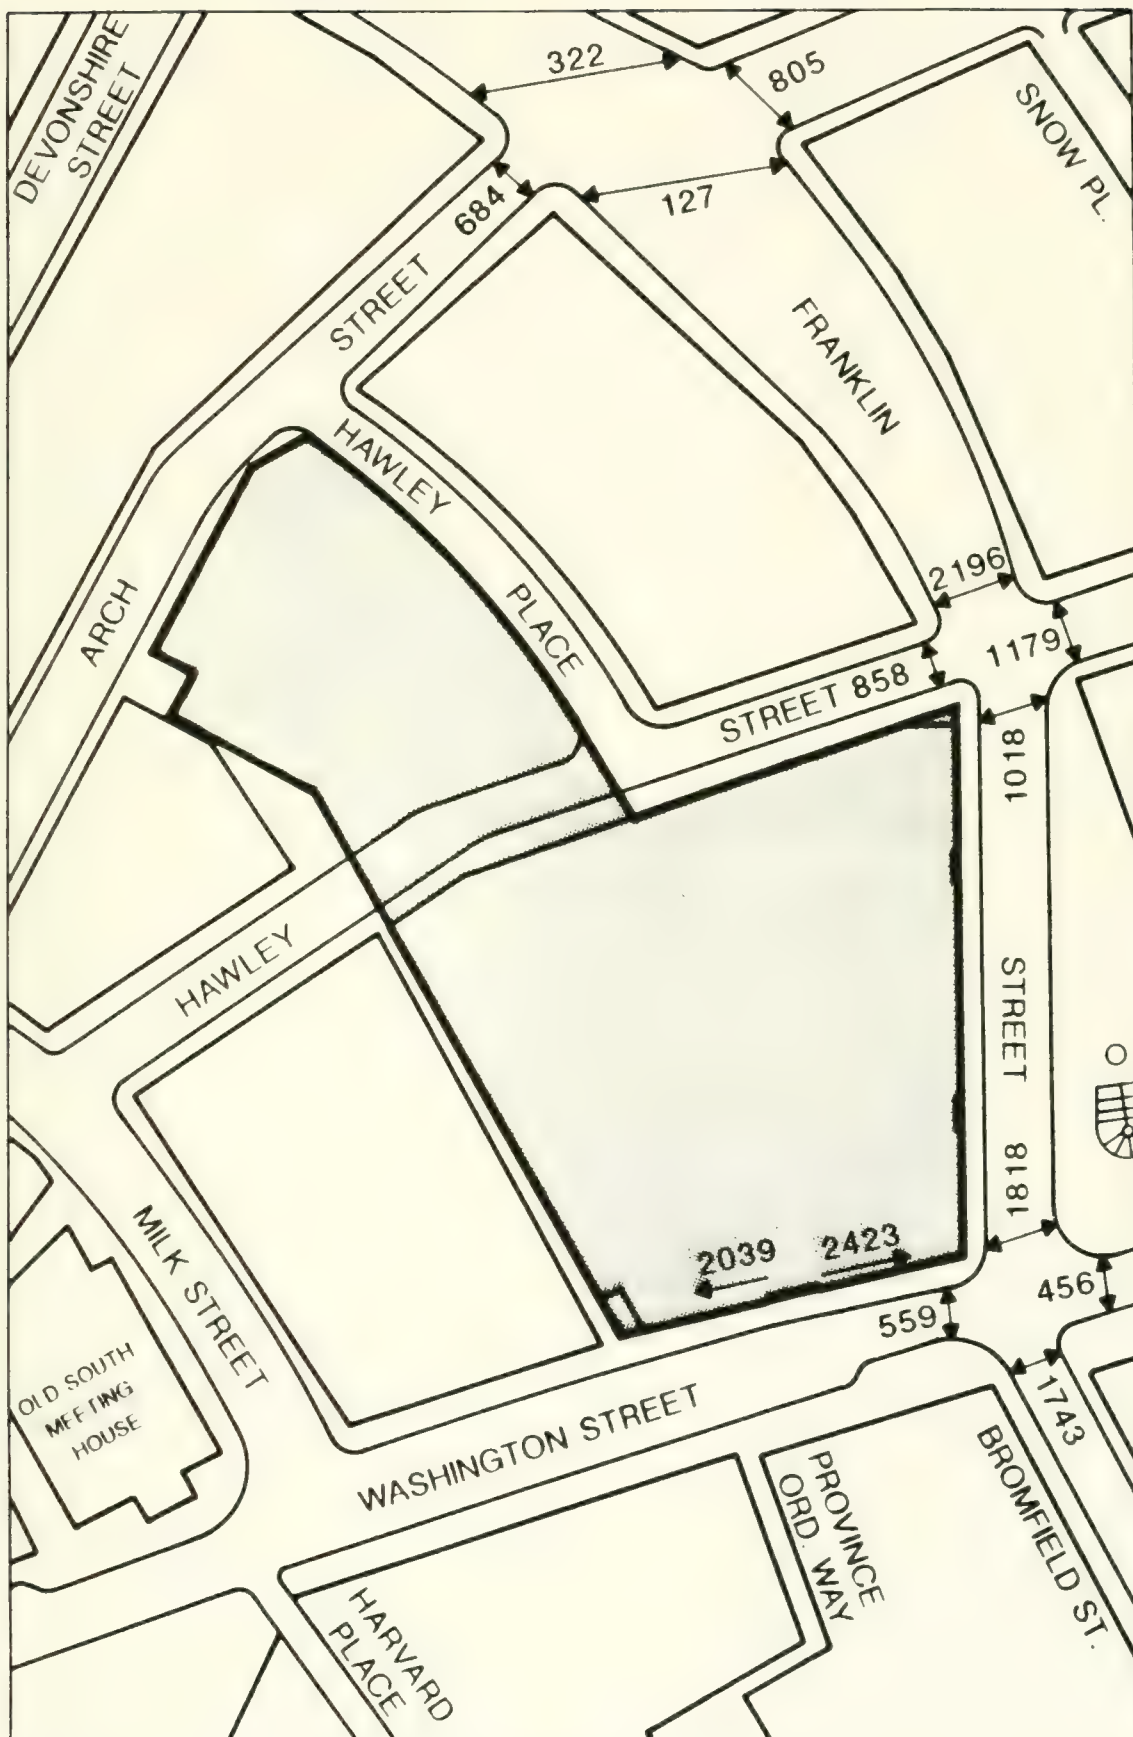 DEVONSHIRE
STREET
322
805
SNOW PL.
684
127
STREET
FRANKLIN
HAWLEY
PLACE
ARCH
2196
1179
STREET 858
1018
HAWLEY
STREET
1818
MILK STREET
2039
2423
456
559
1743
OLD SOUTH
MEETING
HOUSE
WASHINGTON STREET
PROVINCE
ORD. WAY
BROMFIELD ST.
HARVARD
PLACE